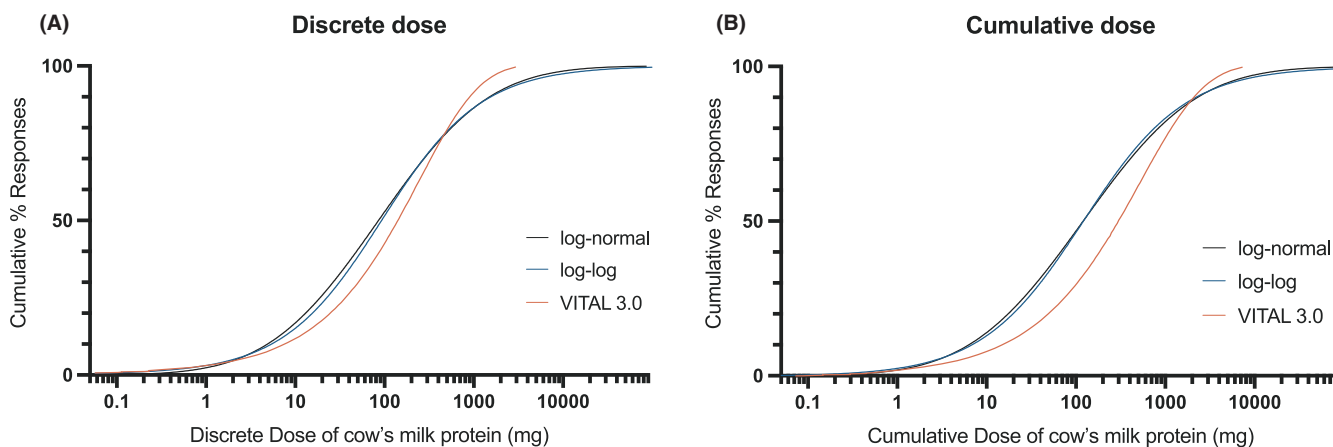 (A)
Discrete dose
100
50
0
Cumulative % Responses
log-normal
log-log
VITAL 3.0
0.1 1 10 100 1000 10000
Discrete Dose of cow's milk protein (mg)
(B)
Cumulative dose
100
50
0
Cumulative % Responses
log-normal
log-log
VITAL 3.0
0.1 1 10 100 1000 10000
Cumulative Dose of cow's milk protein (mg)